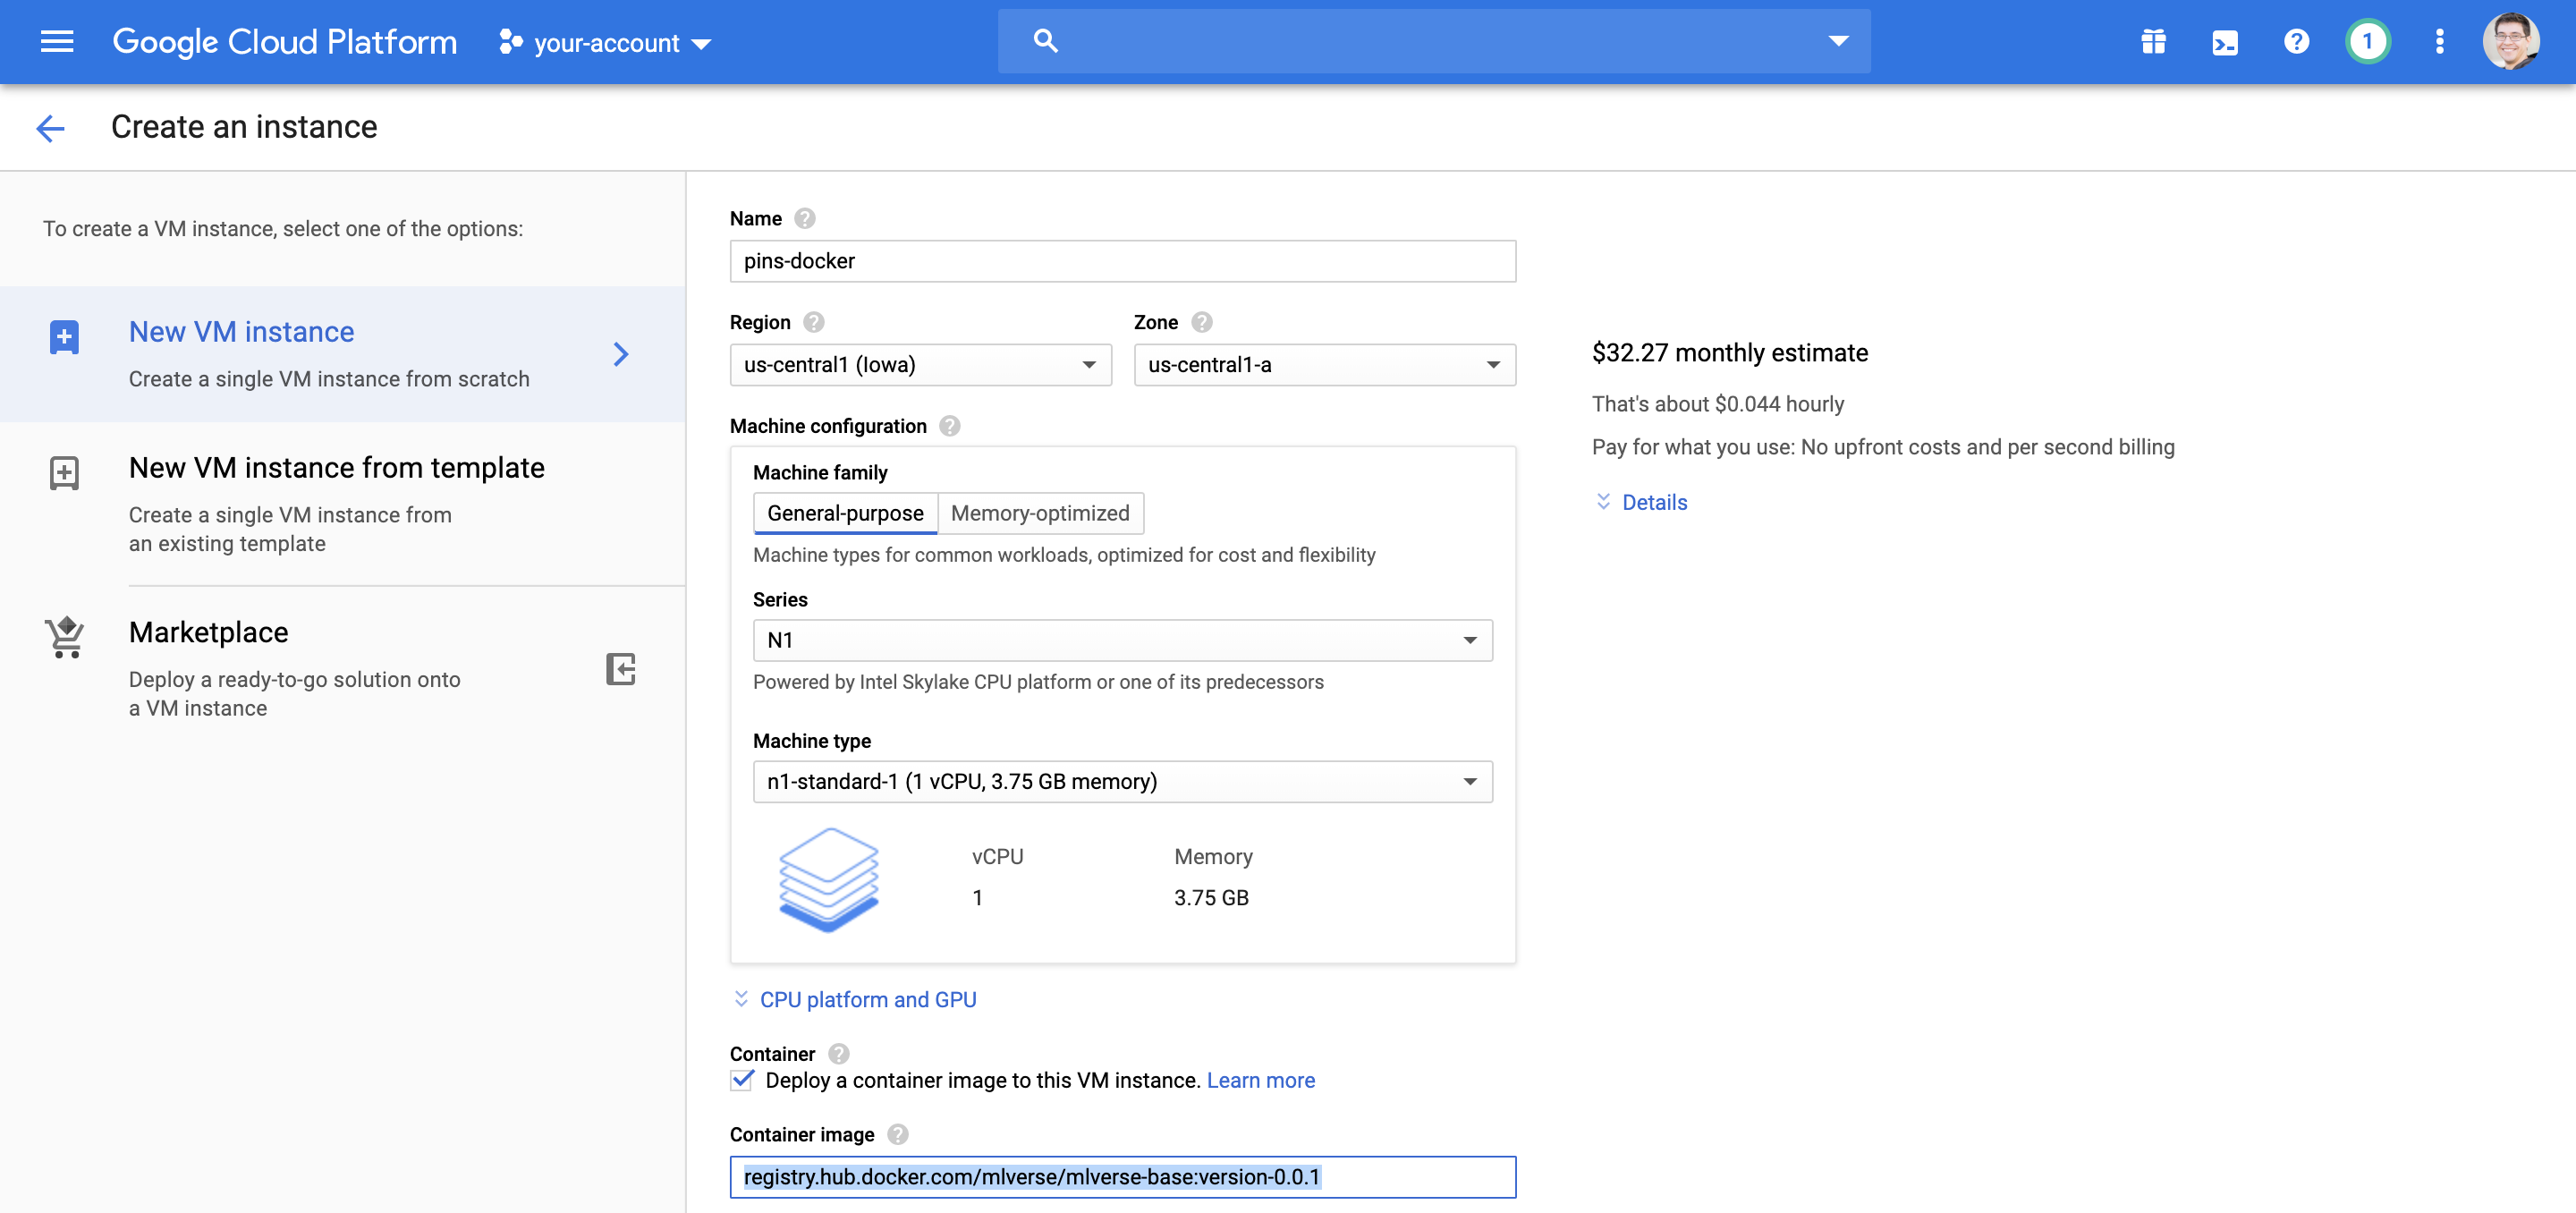 Google Cloud Platform
your-account
1
Create an instance
To create a VM instance, select one of the options:
New VM instance
Create a single VM instance from scratch
New VM instance from template
Create a single VM instance from
an existing template
Marketplace
Deploy a ready-to-go solution onto
a VM instance
Name
pins-docker
Region
Zone
us-central1 (Iowa)
us-central1-a
Machine configuration
Machine family
General-purpose
Memory-optimized
Machine types for common workloads, optimized for cost and flexibility
Series
N1
Powered by Intel Skylake CPU platform or one of its predecessors
Machine type
n1-standard-1 (1 vCPU, 3.75 GB memory)
vCPU
Memory
1
3.75 GB
CPU platform and GPU
Container
Deploy a container image to this VM instance. Learn more
Container image
registry.hub.docker.com/mlverse/mlverse-base:version-0.0.1
$32.27 monthly estimate
That's about $0.044 hourly
Pay for what you use: No upfront costs and per second billing
Details